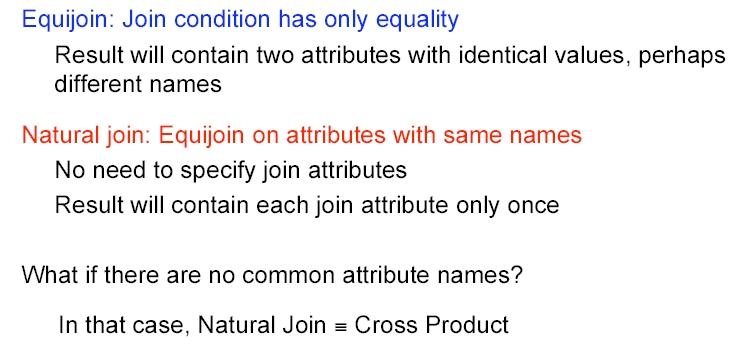 Equijoin: Join condition has only equality
Result will contain two attributes with identical values, perhaps
different names
Natural join: Equijoin on attributes with same names
No need to specify join attributes
Result will contain each join attribute only once
What if there are no common attribute names?
In that case, Natural Join ≡ Cross Product